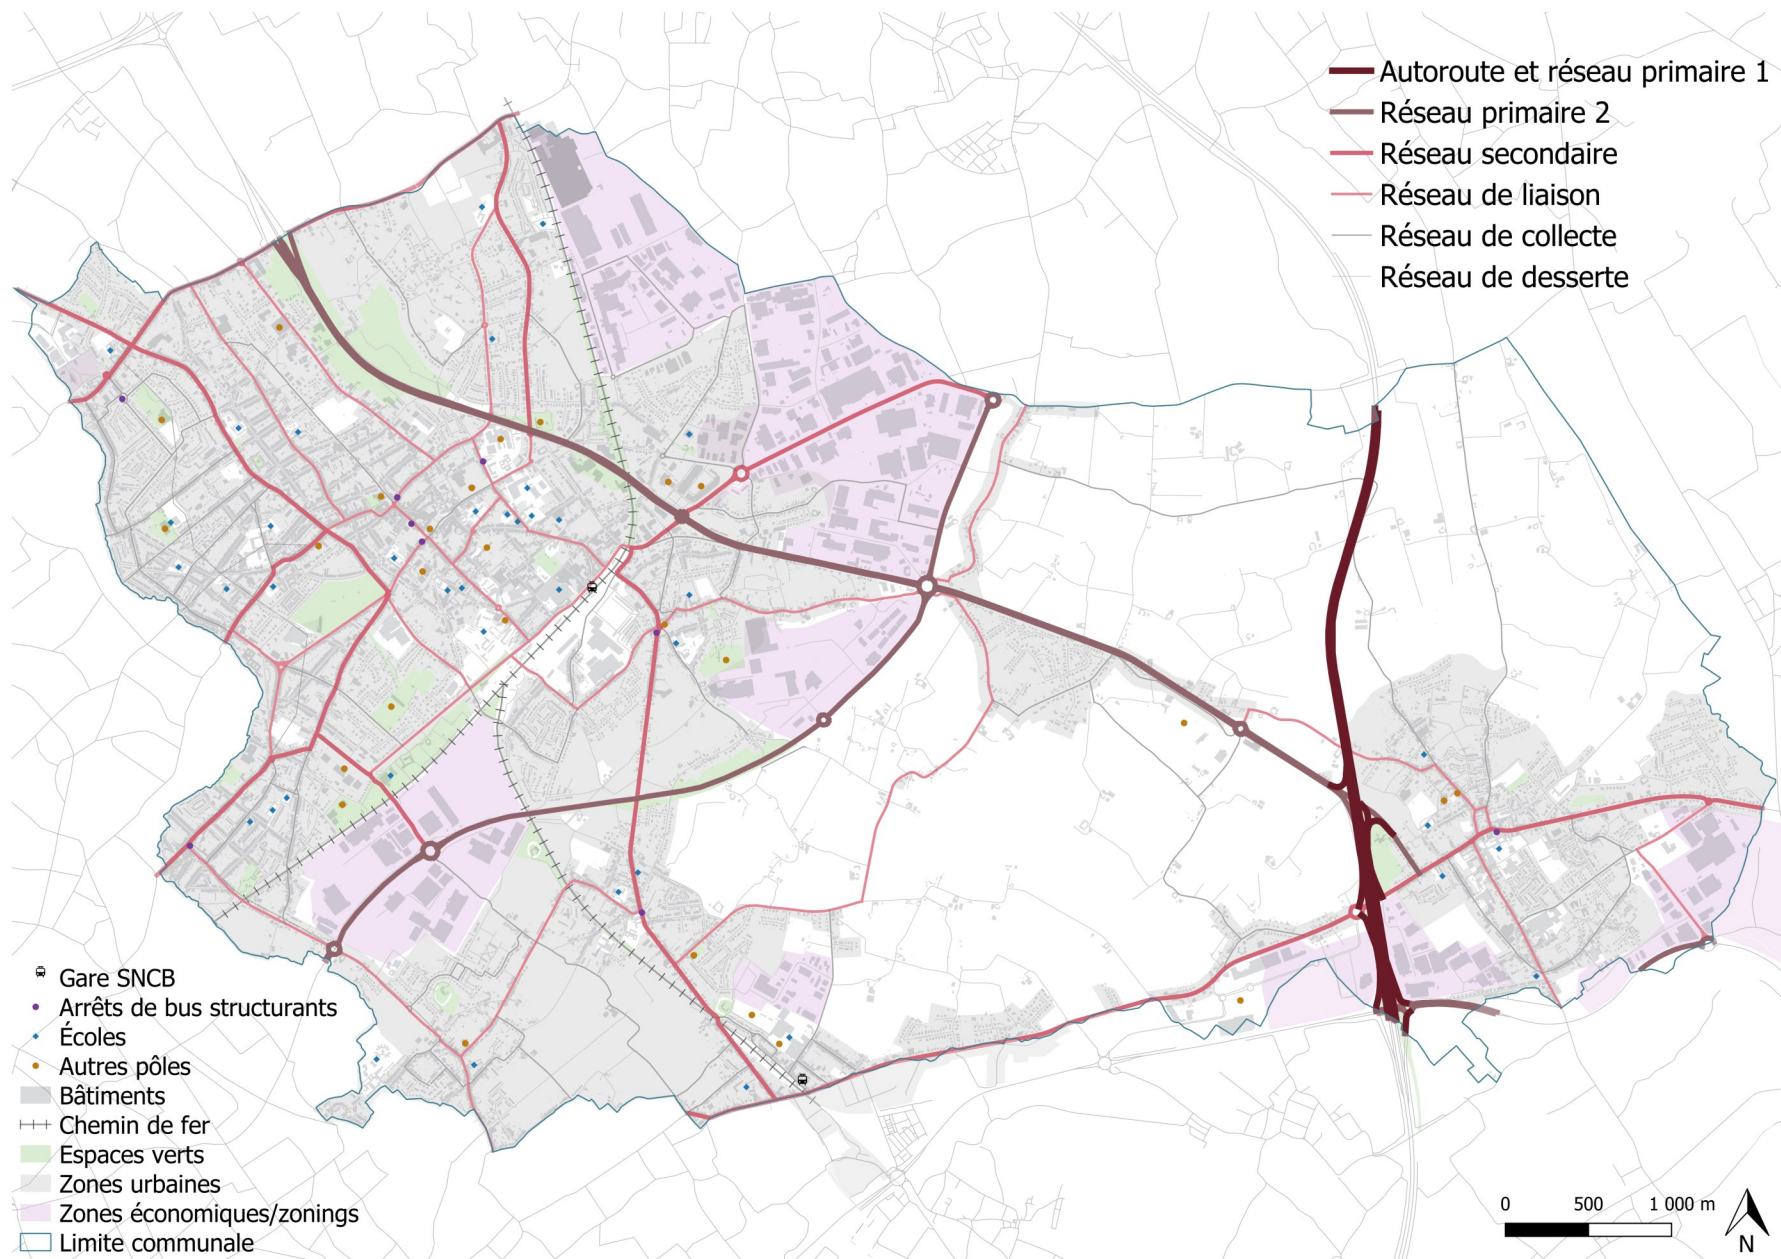 Autoroute et réseau primaire 1
Réseau primaire 2
Réseau secondaire
Réseau de liaison
Réseau de collecte
Réseau de desserte
Gare SNCB
Arrêts de bus structurants
Écoles
Autres pôles
Bâtiments
Chemin de fer
Espaces verts
Zones urbaines
Zones économiques/zonings
Limite communale
0 500 1 000 m
N